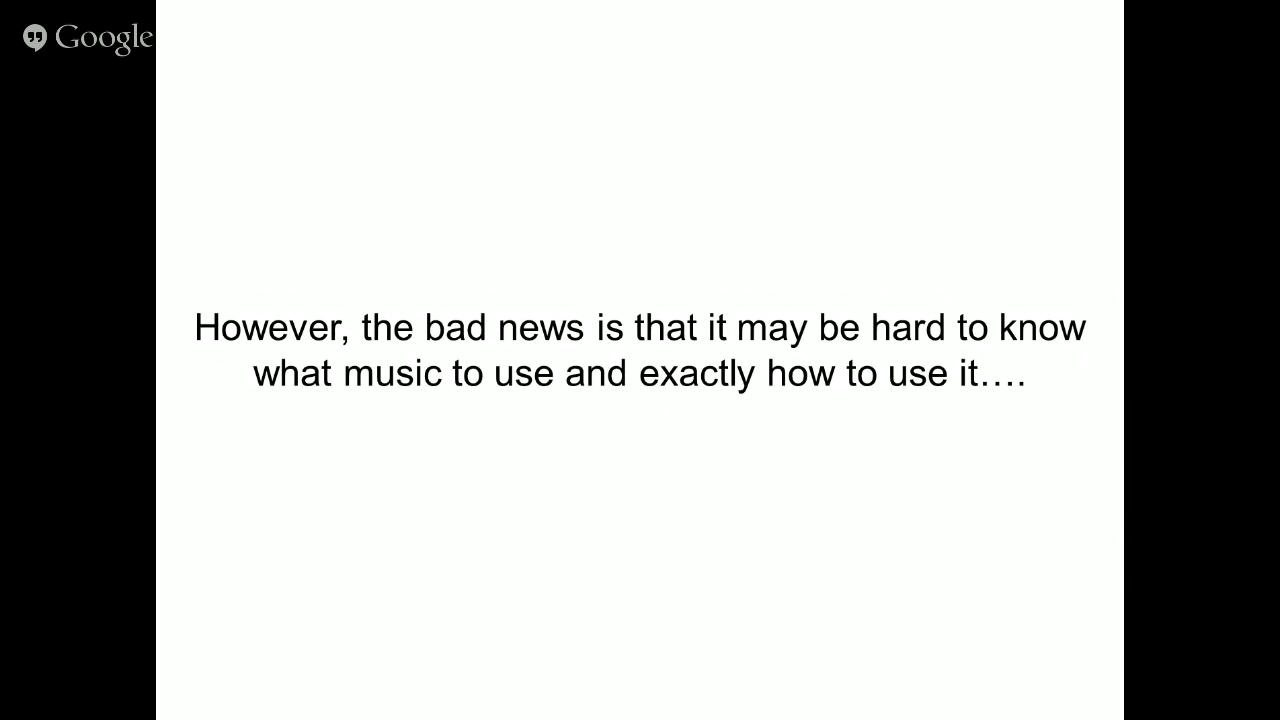 Google
However, the bad news is that it may be hard to know
what music to use and exactly how to use it….